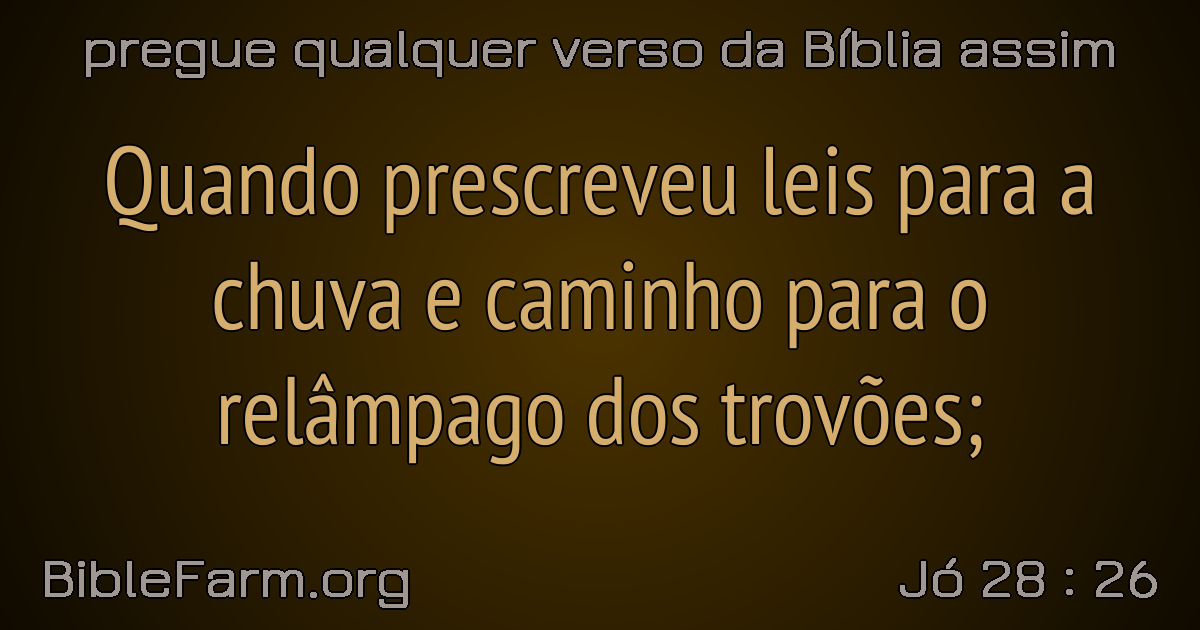 pregue qualquer verso da Bíblia assim
Quando prescreveu leis para a
chuva e caminho para o
relâmpago dos trovões;
BibleFarm.org
Jó 28 : 26